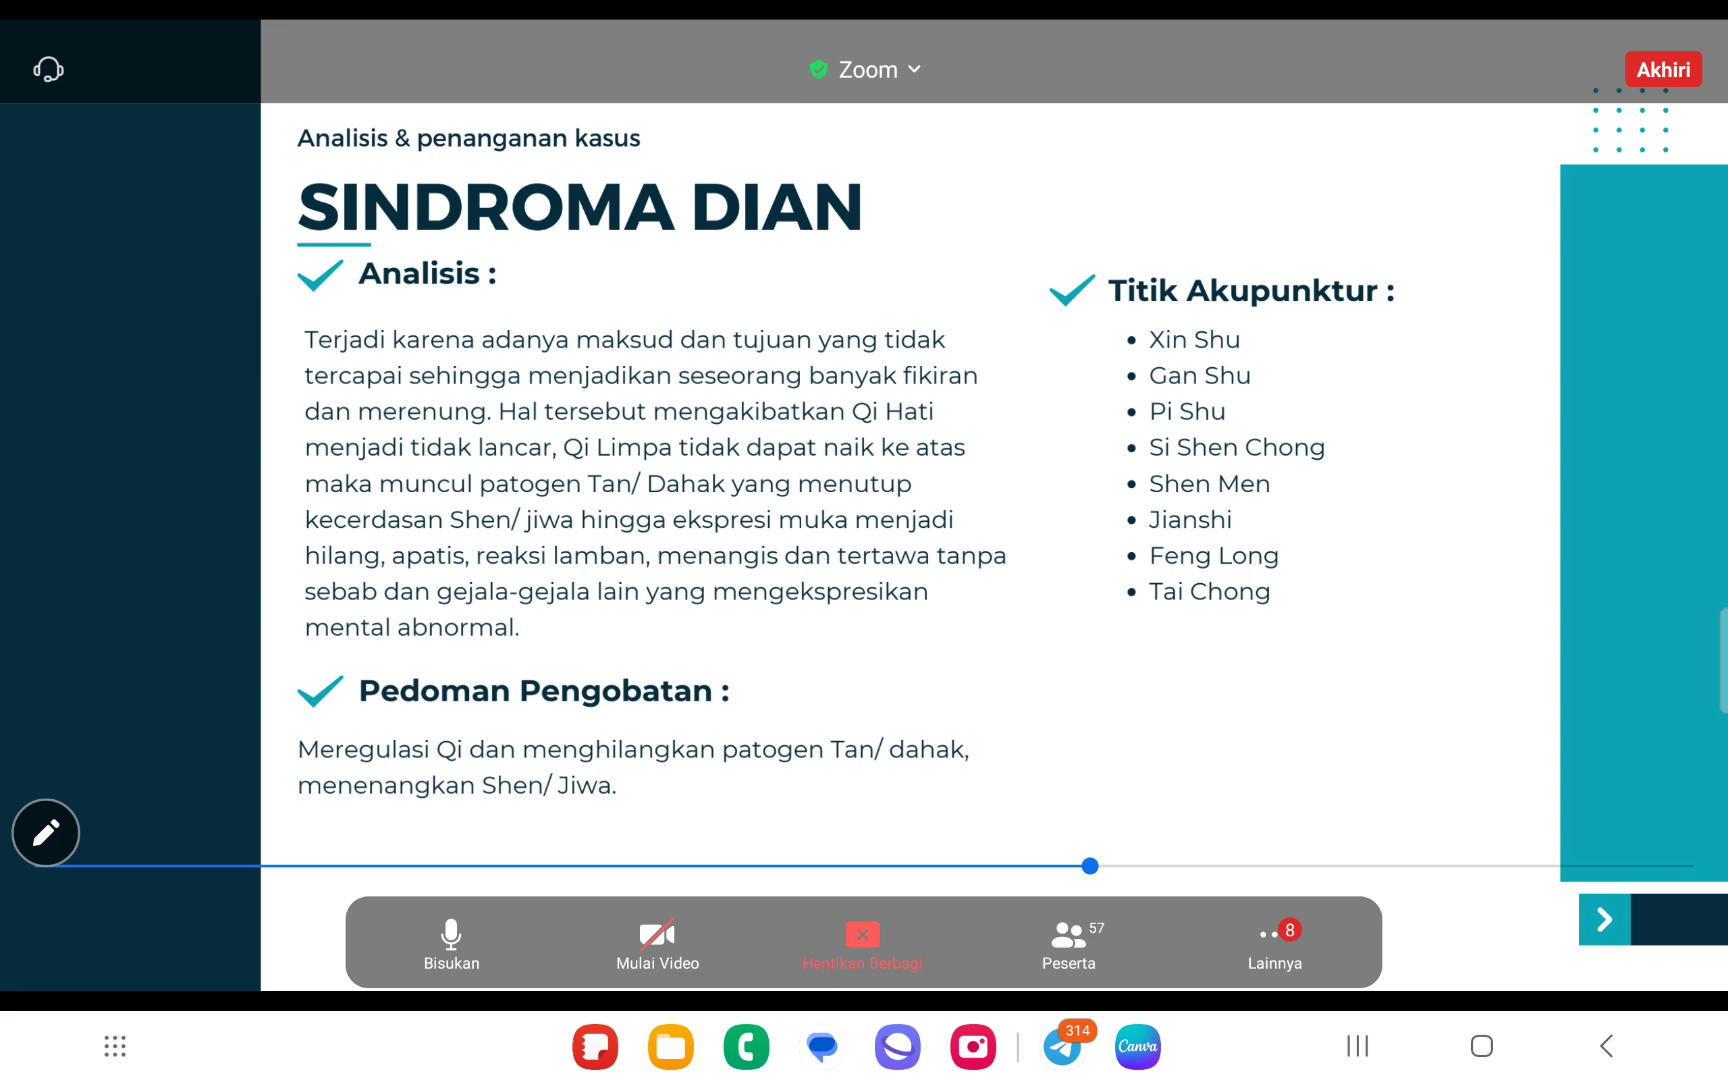 Zoom
Akhiri
Analisis & penanganan kasus
SINDROMA DIAN
Analisis :
Terjadi karena adanya maksud dan tujuan yang tidak
tercapai sehingga menjadikan seseorang banyak fikiran
dan merenung. Hal tersebut mengakibatkan Qi Hati
menjadi tidak lancar, Qi Limpa tidak dapat naik ke atas
maka muncul patogen Tan/ Dahak yang menutup
kecerdasan Shen/ jiwa hingga ekspresi muka menjadi
hilang, apatis, reaksi lamban, menangis dan tertawa tanpa
sebab dan gejala-gejala lain yang mengekspresikan
mental abnormal.
Pedoman Pengobatan :
Meregulasi Qi dan menghilangkan patogen Tan/ dahak,
menenangkan Shen/ Jiwa.
Titik Akupunktur :
• Xin Shu
• Gan Shu
• Pi Shu
• Si Shen Chong
• Shen Men
• Jianshi
• Feng Long
• Tai Chong
Bisukan
Mulai Video
Hentikan Berbagi
57
Peserta
8
Lainnya
314
Canva